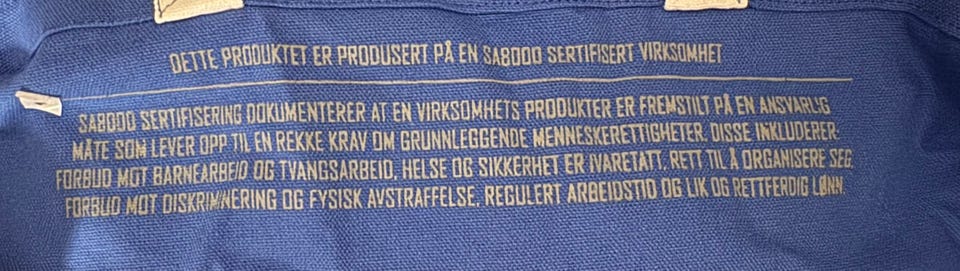 DETTE PRODUKTET ER PRODUSERT PÅ EN SA8000 SERTIFISERT VIRKSOMHET
SA8000 SERTIFISERING DOKUMENTERER AT EN VIRKSOMHETS PRODUKTER ER FREMSTILT PÅ EN ANSVARLIG
MÅTE SOM LEVER OPP TIL EN REKKE KRAV OM GRUNNLEGGENDE MENNESKERETTIGHETER. DISSE INKLUDERER:
FORBUD MOT BARNEARBEID OG TVANGSARBEID. HELSE OG SIKKERHET ER IVARETATT. RETT TIL Å ORGANISERE SEG.
FORBUD MOT DISKRIMINERING OG FYSISK AVSTRAFFELSE. REGULERT ARBEIDSTID OG LIK OG RETTFERDIG LØNN.